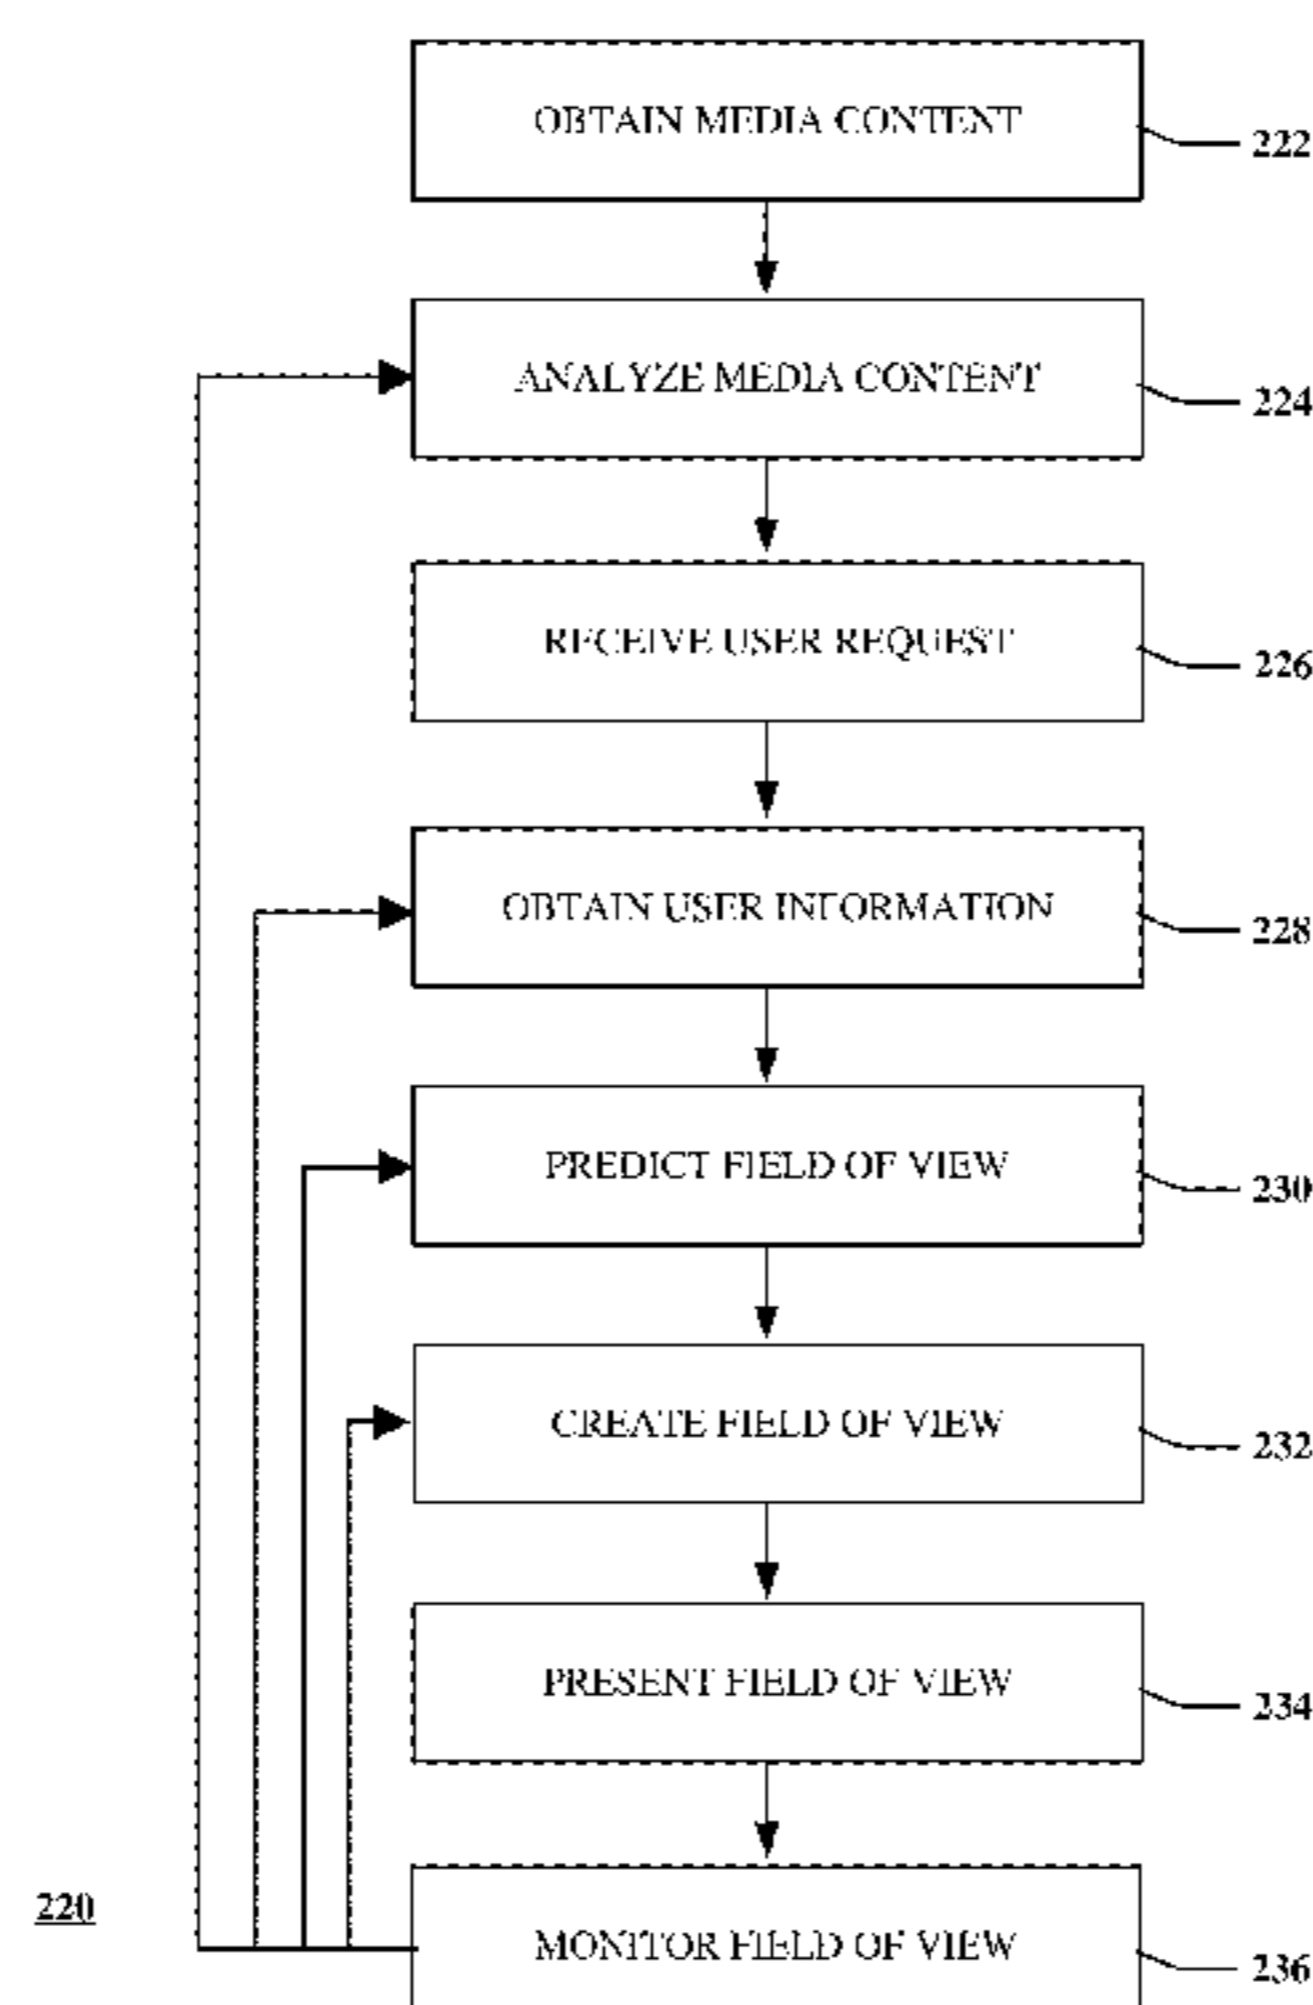 OBTAIN MEDIA CONTENT
222
ANALYZE MEDIA CONTENT
224
RECEIVE USER REQUEST
226
OBTAIN USER INFORMATION
228
PREDICT FIELD OF VIEW
230
CREATE FIELD OF VIEW
232
PRESENT FIELD OF VIEW
234
220
MONITOR FIELD OF VIEW
236